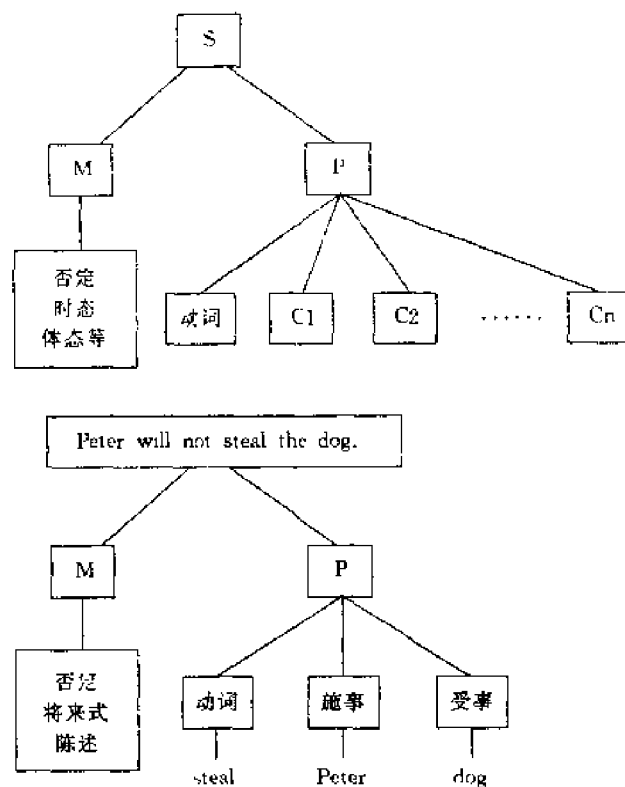 S
M P
否定
时态
体态等
动词 C1 C2 ...... Cn
Peter will not steal the dog.
M P
否定
将来式
陈述
动词 施事 受事
steal Peter dog